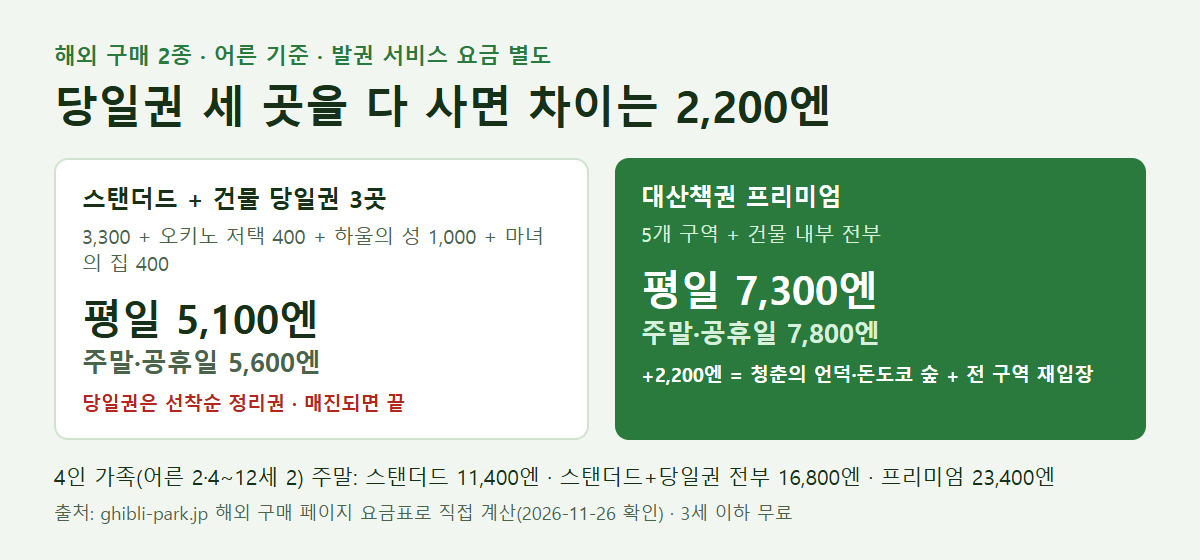 해외 구매 2종 · 어른 기준 · 발권 서비스 요금 별도
당일권 세 곳을 다 사면 차이는 2,200엔
스탠더드 + 건물 당일권 3곳
3,300 + 오키노 저택 400 + 하울의 성 1,000 + 마녀
의 집 400
평일 5,100엔
주말·공휴일 5,600엔
당일권은 선착순 정리권 · 매진되면 끝
대산책권 프리미엄
5개 구역 + 건물 내부 전부
평일 7,300엔
주말·공휴일 7,800엔
+2,200엔 = 청춘의 언덕·돈도코 숲 + 전 구역 재입장
4인 가족(어른 2·4~12세 2) 주말: 스탠더드 11,400엔 · 스탠더드+당일권 전부 16,800엔 · 프리미엄 23,400엔
출처: ghibli-park.jp 해외 구매 페이지 요금표로 직접 계산(2026-11-26 확인) · 3세 이하 무료